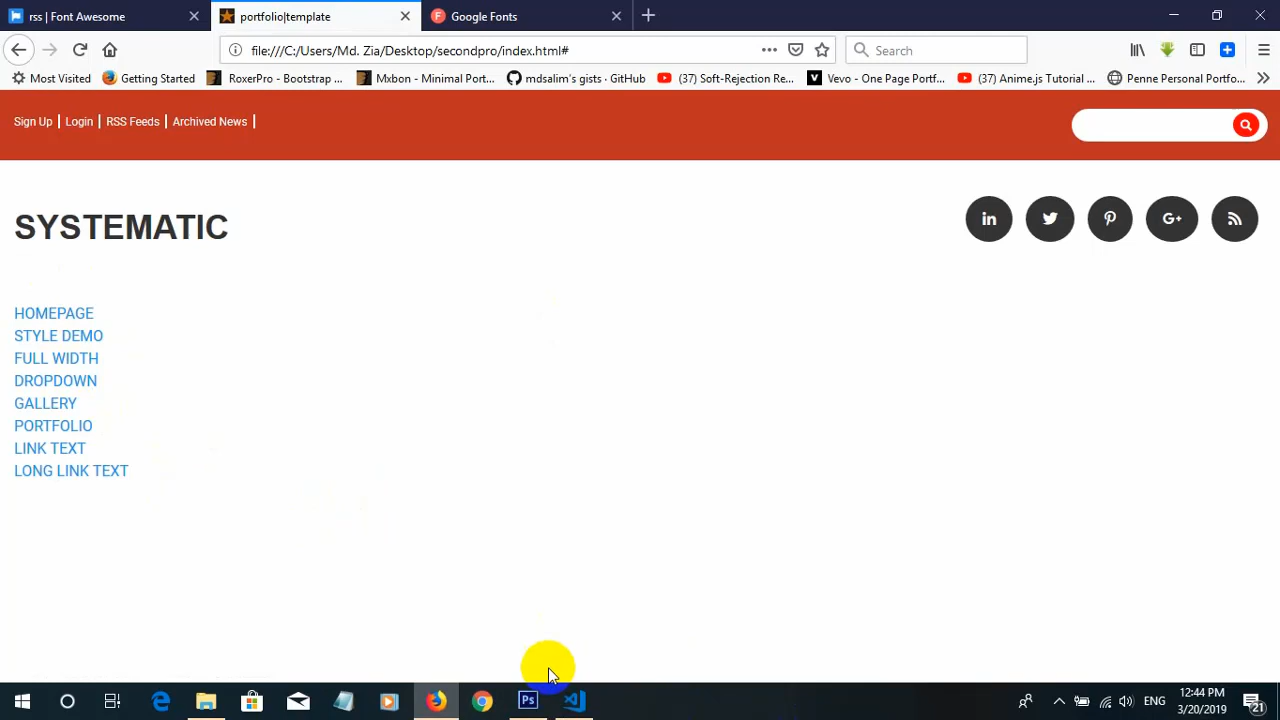 rss | Font Awesome
portfolio|template
Google Fonts
file:///C:/Users/Md. Zia/Desktop/secondpro/index.html#
Search
Most Visited
Getting Started
RoxerPro - Bootstrap ...
Mxbon - Minimal Port...
mdsalim's gists · GitHub
(37) Soft-Rejection Re...
Vevo - One Page Portf...
(37) Anime.js Tutorial ...
Penne Personal Portfo...
Sign Up | Login | RSS Feeds | Archived News |
SYSTEMATIC
HOMEPAGE
STYLE DEMO
FULL WIDTH
DROPDOWN
GALLERY
PORTFOLIO
LINK TEXT
LONG LINK TEXT
Ps
ENG
12:44 PM
3/20/2019
21